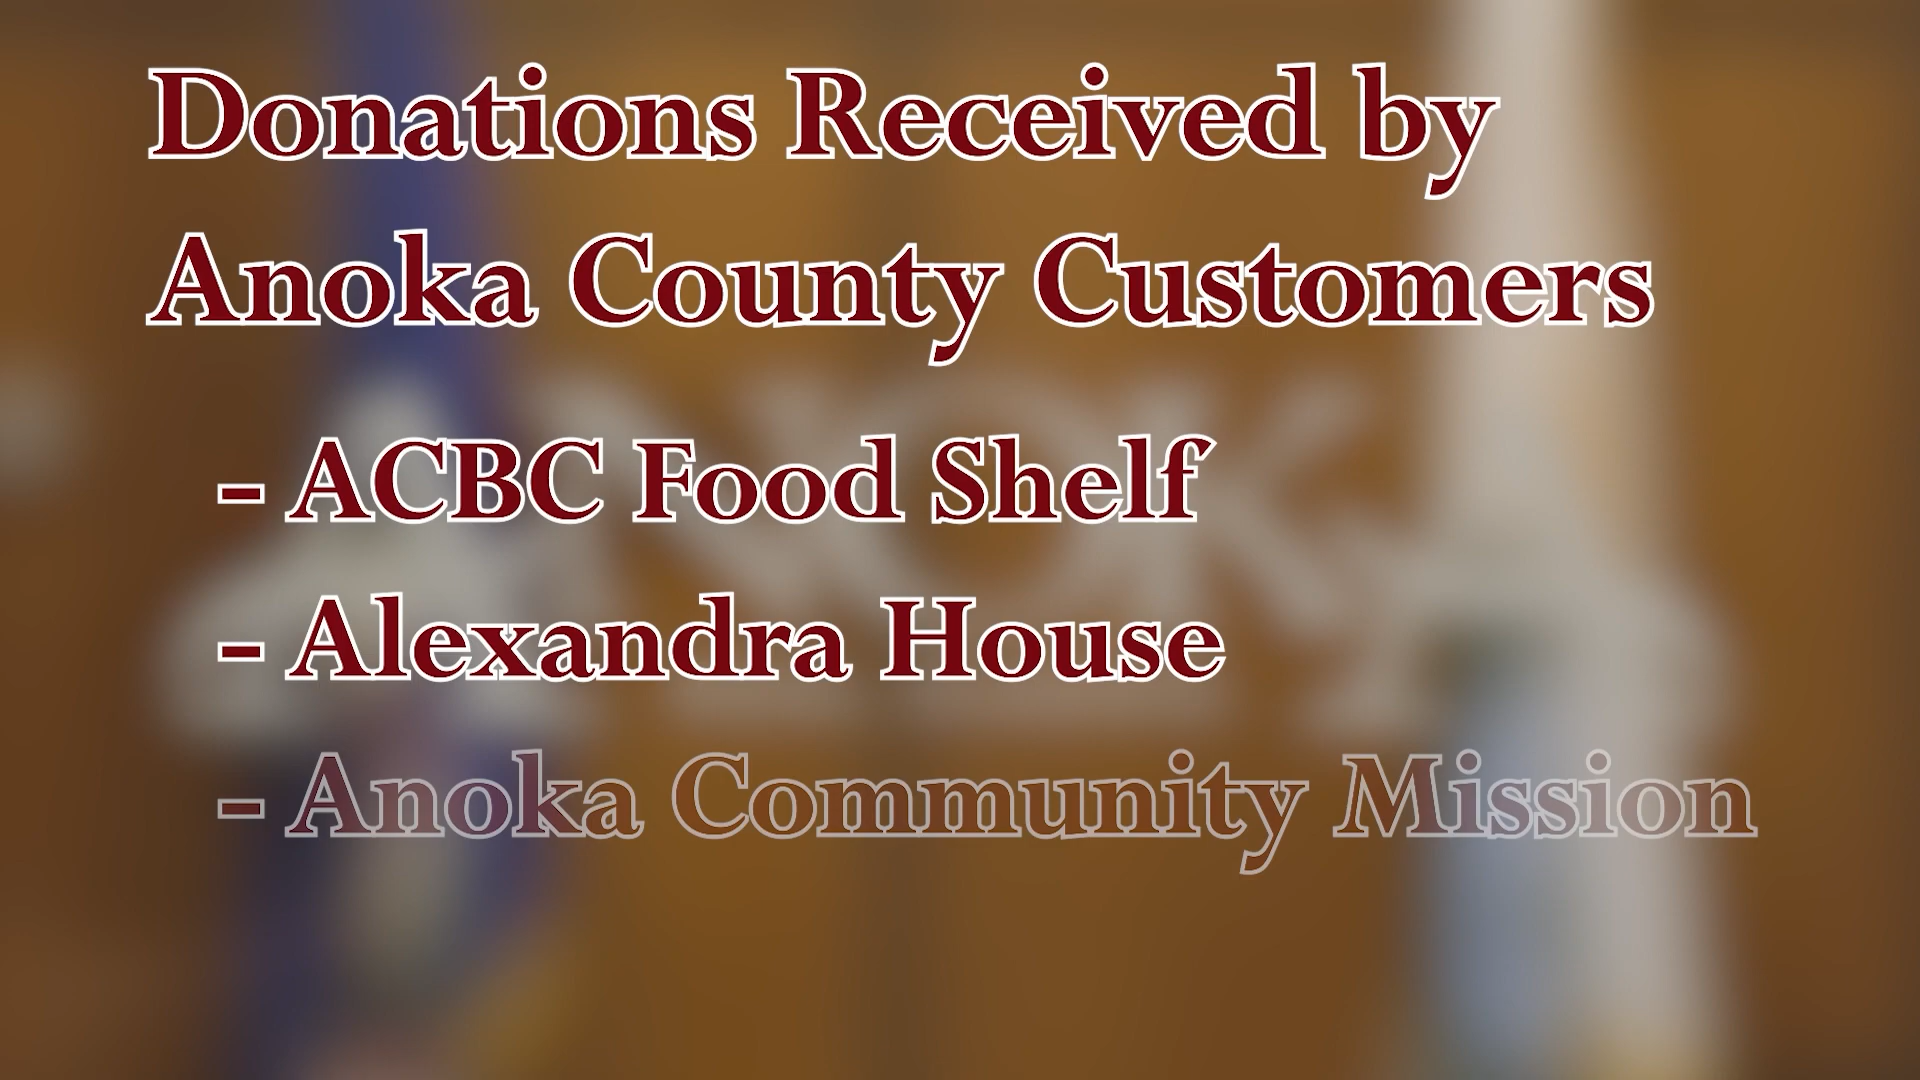 Donations Received by
Anoka County Customers
- ACBC Food Shelf
- Alexandra House
- Anoka Community Mission